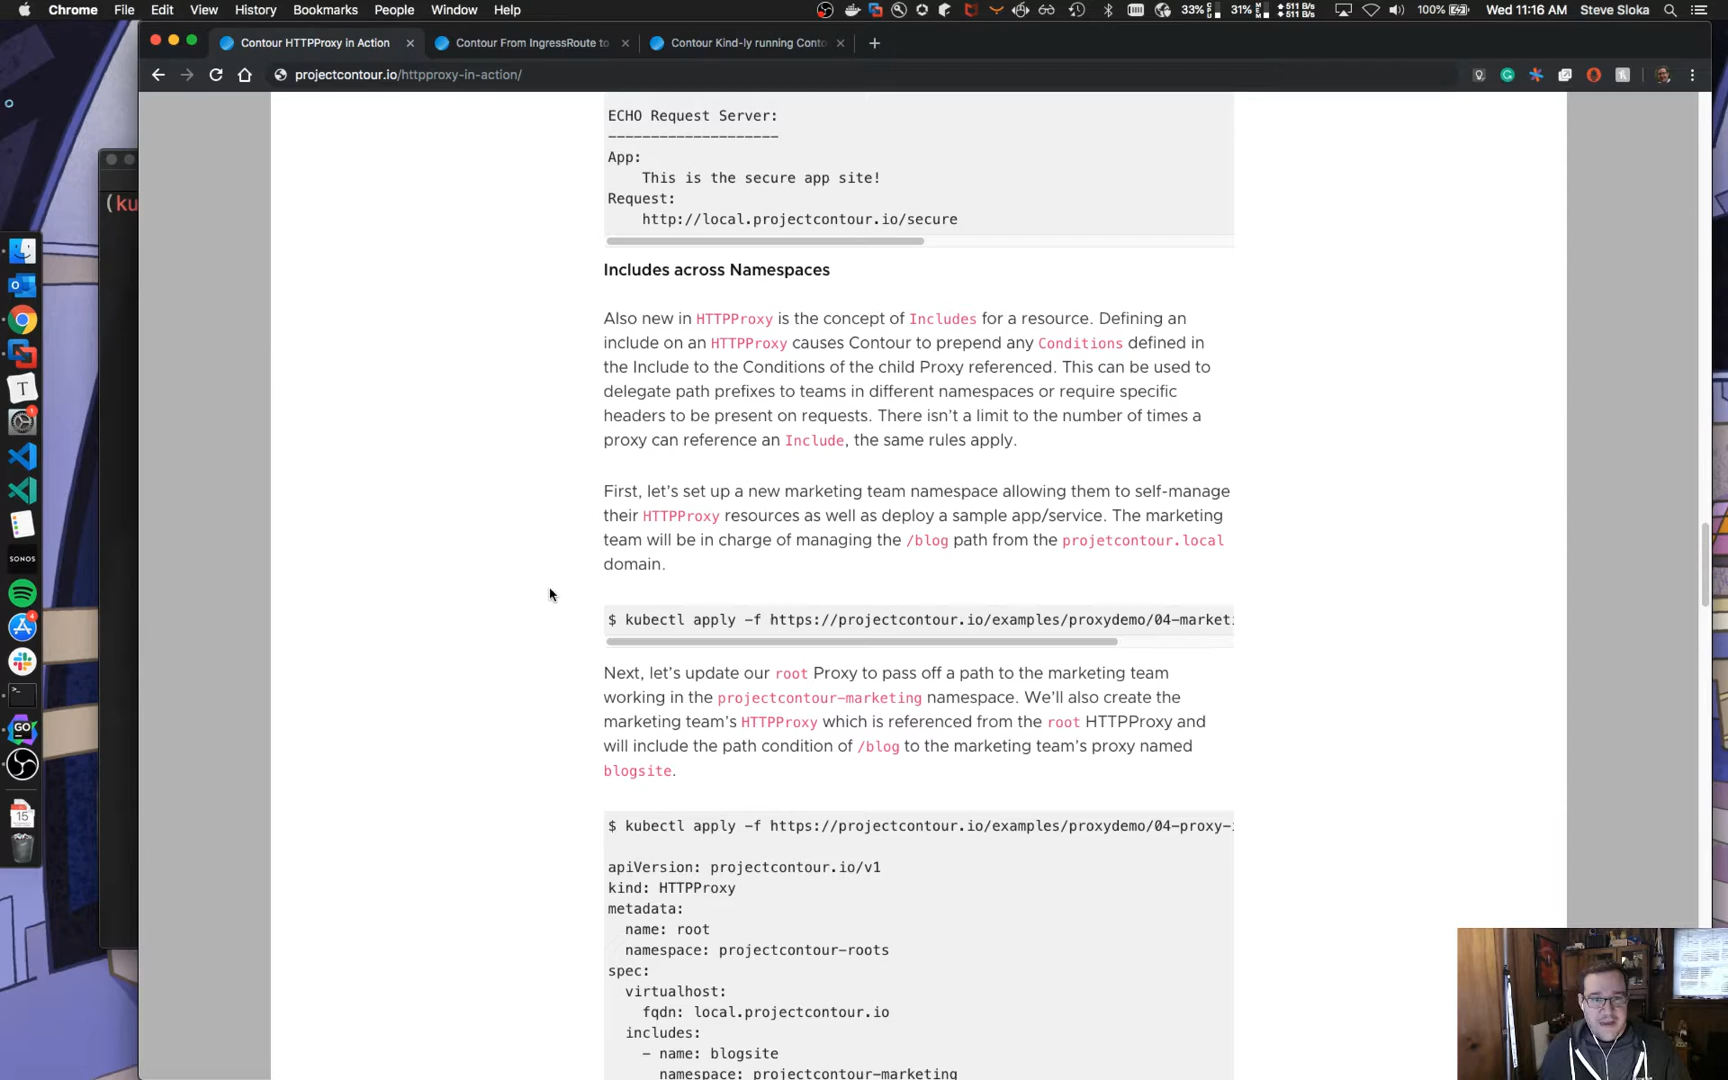 Chrome File Edit View History Bookmarks People Window Help
33% 31% 511 B/s 511 B/s 100% Wed 11:16 AM Steve Sloka
Contour HTTPProxy in Action
Contour From IngressRoute to
Contour Kind-ly running Conto
projectcontour.io/httpproxy-in-action/
(ku
ECHO Request Server:
--------------------
App:
This is the secure app site!
Request:
http://local.projectcontour.io/secure
Includes across Namespaces
Also new in HTTPProxy is the concept of Includes for a resource. Defining an
include on an HTTPProxy causes Contour to prepend any Conditions defined in
the Include to the Conditions of the child Proxy referenced. This can be used to
delegate path prefixes to teams in different namespaces or require specific
headers to be present on requests. There isn't a limit to the number of times a
proxy can reference an Include, the same rules apply.
First, let's set up a new marketing team namespace allowing them to self-manage
their HTTPProxy resources as well as deploy a sample app/service. The marketing
team will be in charge of managing the /blog path from the projetcontour.local
domain.
$ kubectl apply -f https://projectcontour.io/examples/proxydemo/04-marketi
Next, let's update our root Proxy to pass off a path to the marketing team
working in the projectcontour-marketing namespace. We'll also create the
marketing team's HTTPProxy which is referenced from the root HTTPProxy and
will include the path condition of /blog to the marketing team's proxy named
blogsite.
$ kubectl apply -f https://projectcontour.io/examples/proxydemo/04-proxy-i
apiVersion: projectcontour.io/v1
kind: HTTPProxy
metadata:
name: root
namespace: projectcontour-roots
spec:
virtualhost:
fqdn: local.projectcontour.io
includes:
- name: blogsite
namespace: projectcontour-marketing
T
1
SONOS
4
GO
15